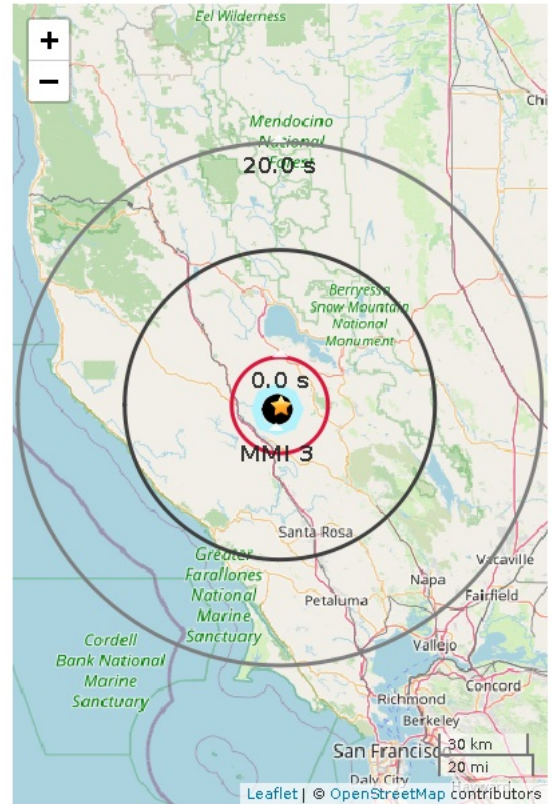 +
−
Eel Wilderness
Mendocino
National
Forest
20.0 s
Berryessa
Snow Mountain
National
Monument
0.0 s
MMI 3
Santa Rosa
Greater
Farallones
National
Marine
Sanctuary
Vacaville
Napa
Fairfield
Petaluma
Vallejo
Cordell
Bank National
Marine
Sanctuary
Concord
Richmond
Berkeley
San Francisco
30 km
20 mi
Daly City
Leaflet | © OpenStreetMap contributors